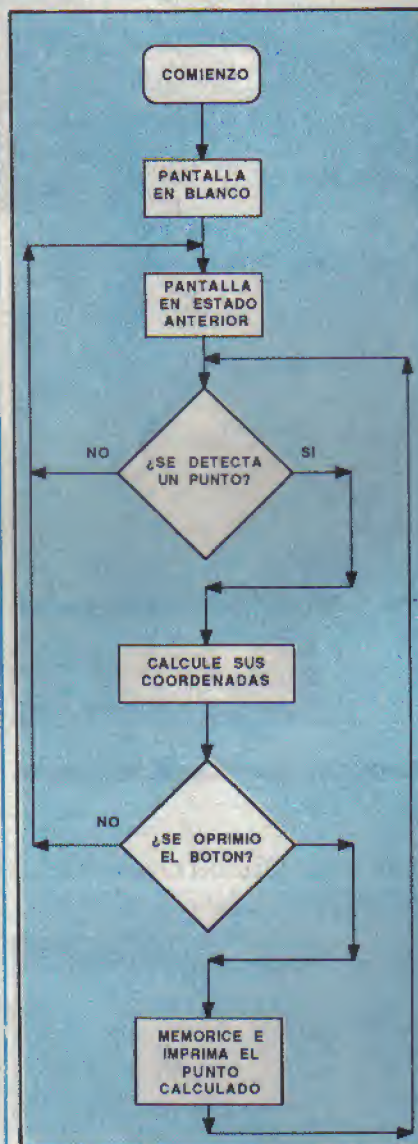 COMIENZO
PANTALLA
EN BLANCO
PANTALLA
EN ESTADO
ANTERIOR
NO
¿SE DETECTA
UN PUNTO?
SI
CALCULE SUS
COORDENADAS
NO
¿SE OPRIMIO
EL BOTON?
MEMORICE E
IMPRIMA EL
PUNTO
CALCULADO